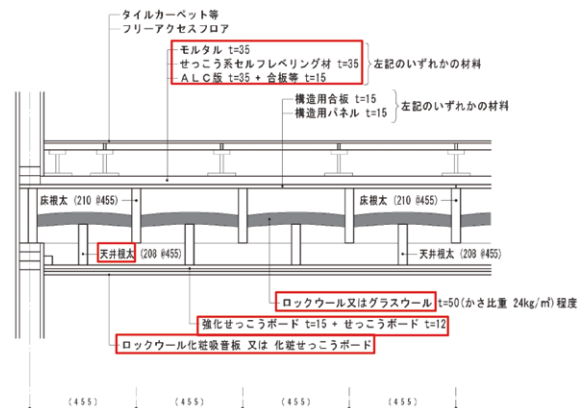 タイルカーペット等
フリーアクセスフロア
モルタル t=35
せっこう系セルフレベリング材 t=35
ＡＬＣ版 t=35 + 合板等 t=15
左記のいずれかの材料
構造用合板 t=15
構造用パネル t=15
左記のいずれかの材料
床根太 (210 @455)
床根太 (210 @455)
天井根太 (208 @455)
天井根太 (208 @455)
ロックウール又はグラスウール t=50(かさ比重 24kg/㎥)程度
強化せっこうボード t=15 + せっこうボード t=12
ロックウール化粧吸音板 又は 化粧せっこうボード
(455) (455) (455) (455)